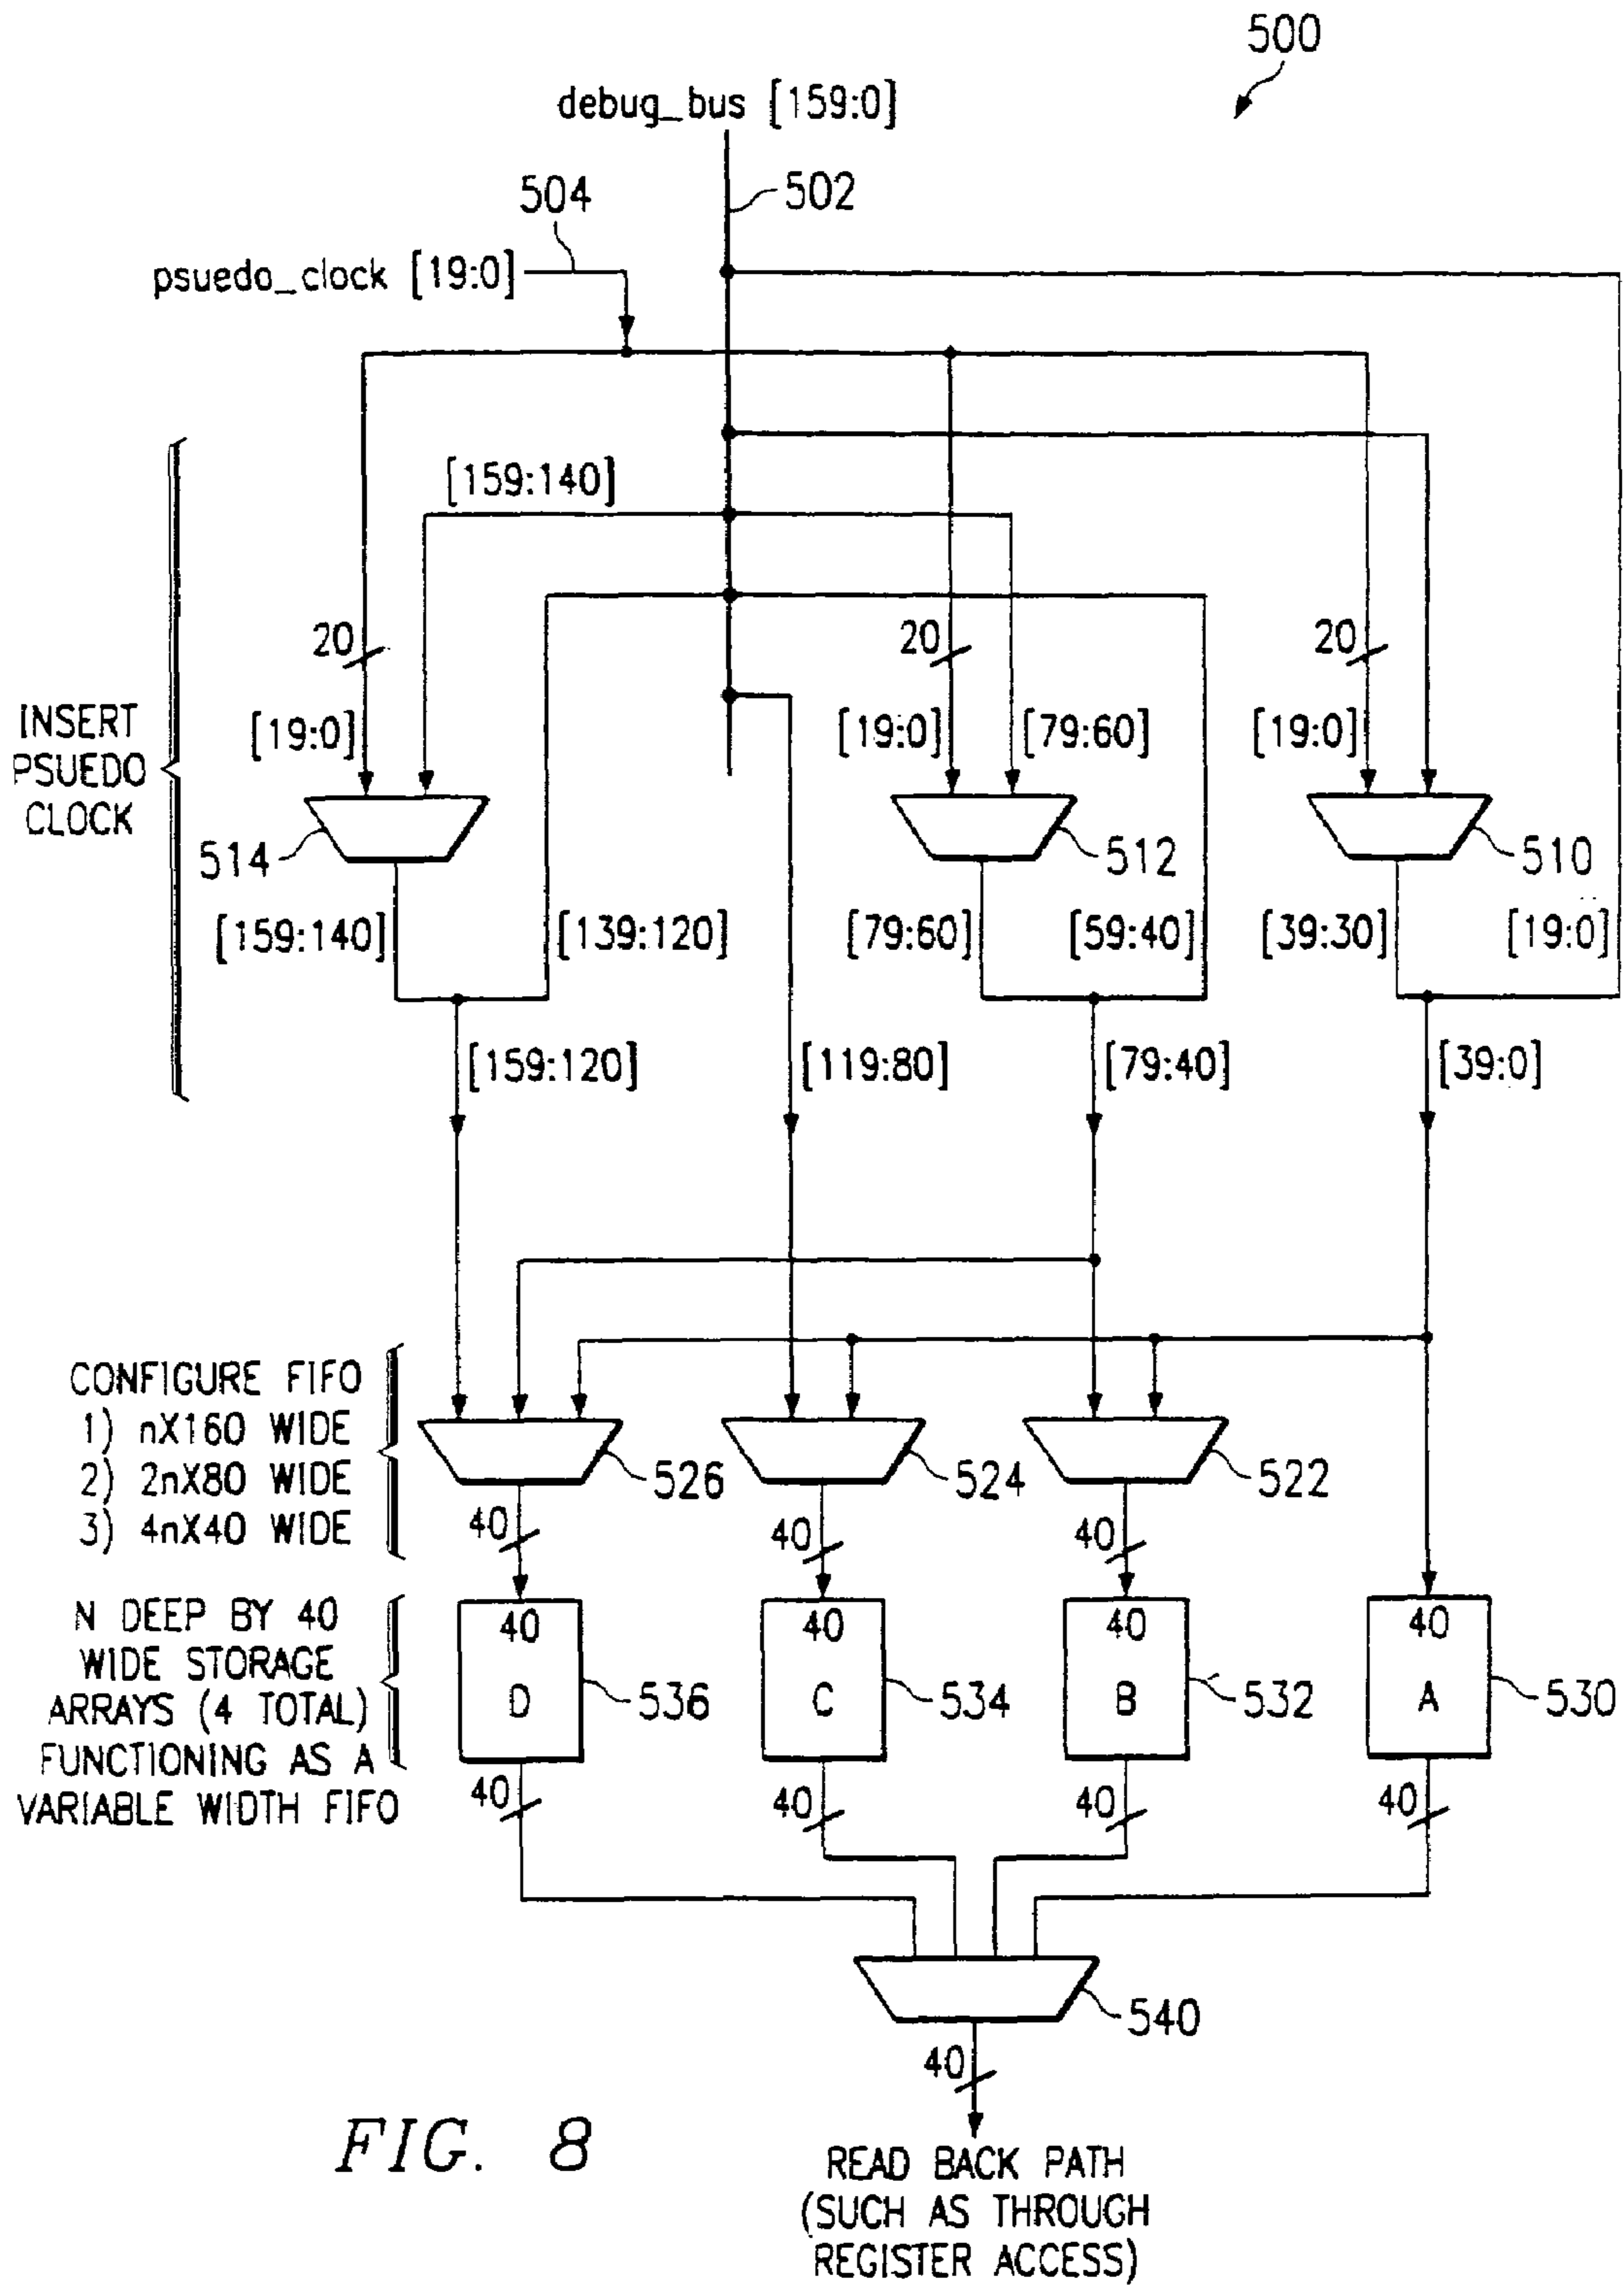 500
debug_bus [159:0]
504
502
psuedo_clock [19:0]
[159:140]
20
20
20
INSERT
PSUEDO
CLOCK
[19:0]
[19:0]
[79:60]
[19:0]
514
512
510
[159:140]
[139:120]
[79:60]
[59:40]
[39:30]
[19:0]
[159:120]
[119:80]
[79:40]
[39:0]
CONFIGURE FIFO
1) nX160 WIDE
2) 2nX80 WIDE
3) 4nX40 WIDE
526
524
522
40
40
40
N DEEP BY 40
WIDE STORAGE
ARRAYS (4 TOTAL)
FUNCTIONING AS A
VARIABLE WIDTH FIFO
40
D
536
40
C
534
40
B
532
40
A
530
40
40
40
40
540
40
FIG. 8
READ BACK PATH
(SUCH AS THROUGH
REGISTER ACCESS)